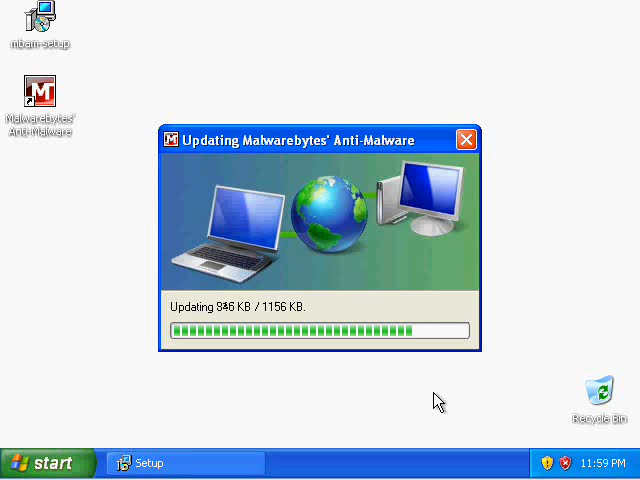 mbam-setup
Malwarebytes'
Anti-Malware
Updating Malwarebytes' Anti-Malware
Updating KB / 1156 KB.
Recycle Bin
start
Setup
11:59 PM